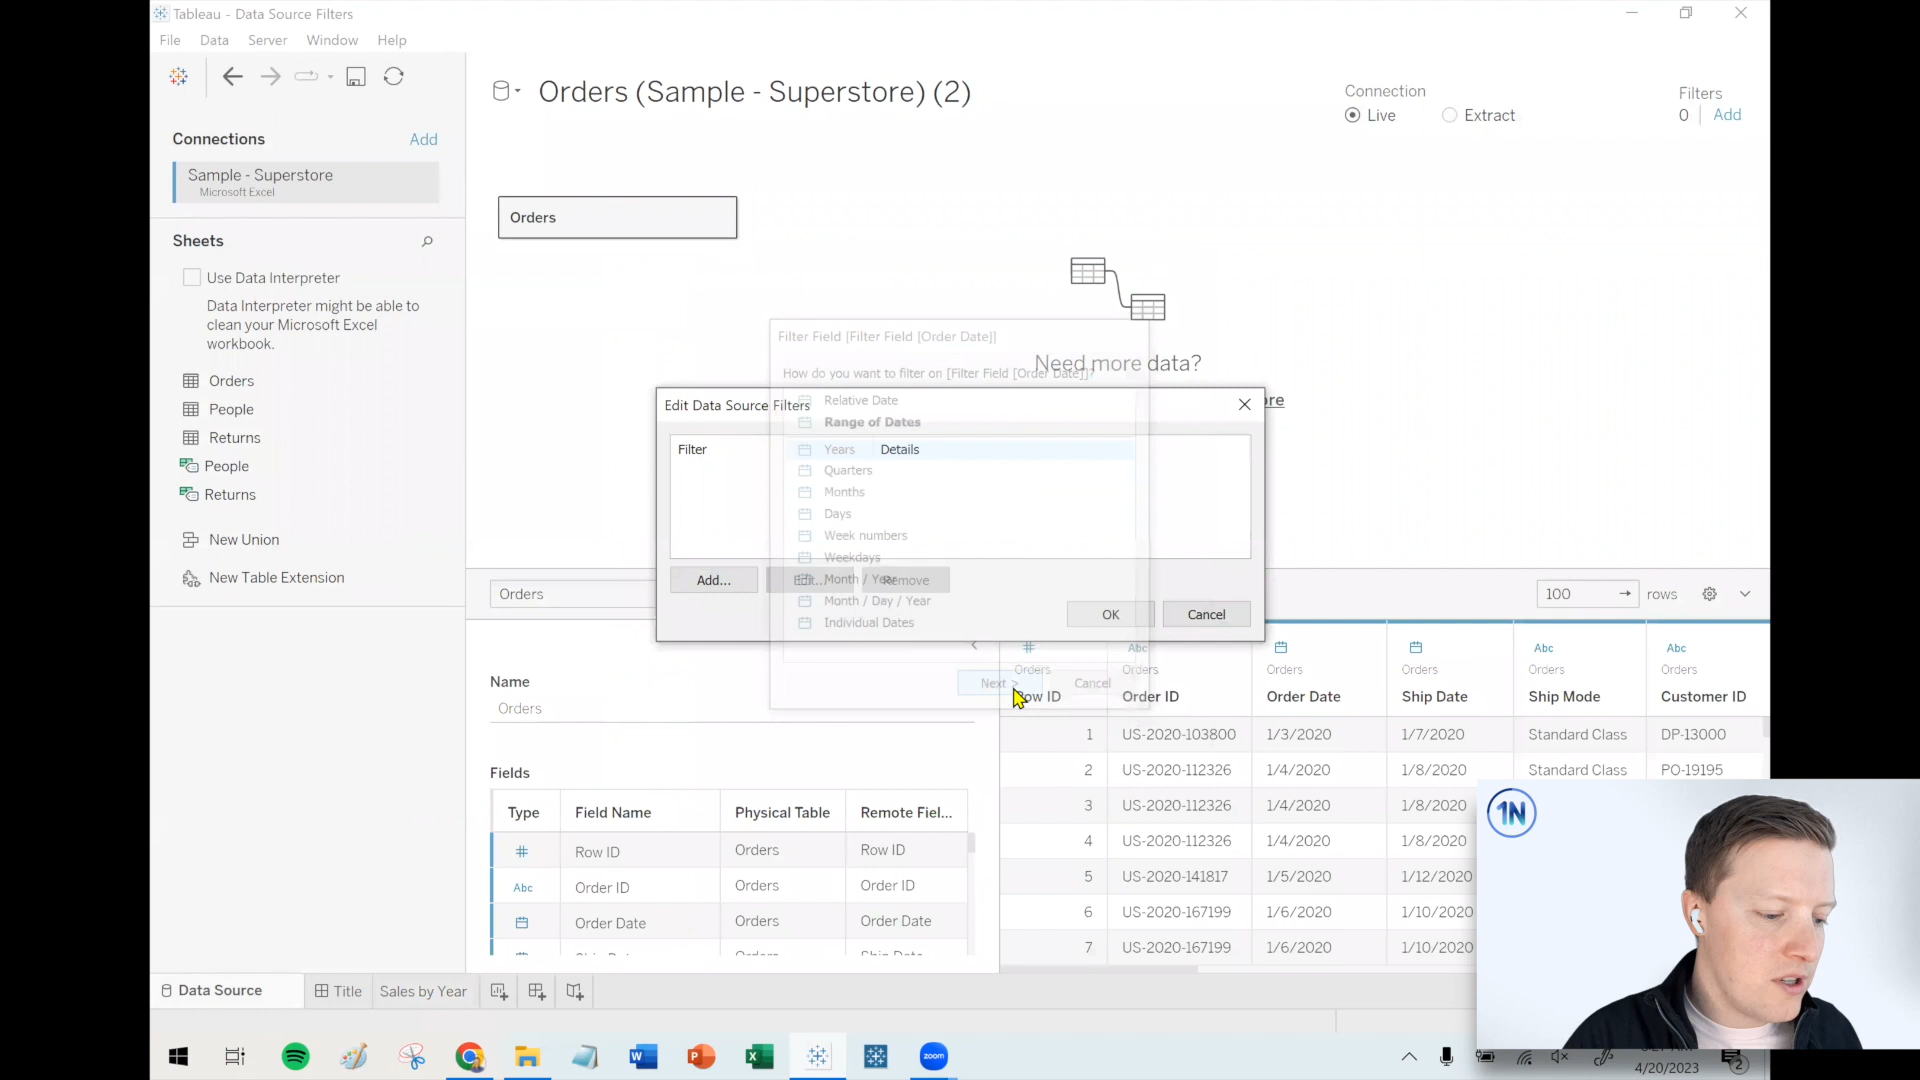 Tableau - Data Source Filters
File Data Server Window Help
Orders (Sample - Superstore) (2)
Connection
Live Extract
Filters
0 Add
Connections Add
Sample - Superstore
Microsoft Excel
Sheets
Use Data Interpreter
Data Interpreter might be able to
clean your Microsoft Excel
workbook.
Orders
People
Returns
People
Returns
New Union
New Table Extension
Orders
Need more data?
Filter Field [Filter Field [Order Date]]
How do you want to filter on [Filter Field [Order Date]]?
Relative Date
Range of Dates
Years
Quarters
Months
Days
Week numbers
Weekdays
Month / Year
Month / Day / Year
Individual Dates
Next > Cancel
Edit Data Source Filters
Filter Details
Add... Edit... Remove
OK Cancel
Orders
100 rows
Name
Orders
Fields
Type Field Name Physical Table Remote Fiel...
# Row ID Orders Row ID
Abc Order ID Orders Order ID
Order Date Orders Order Date
# Abc Abc Abc
Orders Orders Orders Orders Orders Orders
Row ID Order ID Order Date Ship Date Ship Mode Customer ID
1 US-2020-103800 1/3/2020 1/7/2020 Standard Class DP-13000
2 US-2020-112326 1/4/2020 1/8/2020 Standard Class PO-19195
3 US-2020-112326 1/4/2020 1/8/2020
4 US-2020-112326 1/4/2020 1/8/2020
5 US-2020-141817 1/5/2020 1/12/2020
6 US-2020-167199 1/6/2020 1/10/2020
7 US-2020-167199 1/6/2020 1/10/2020
1N
Data Source Title Sales by Year
W P X zoom
4/20/2023
2